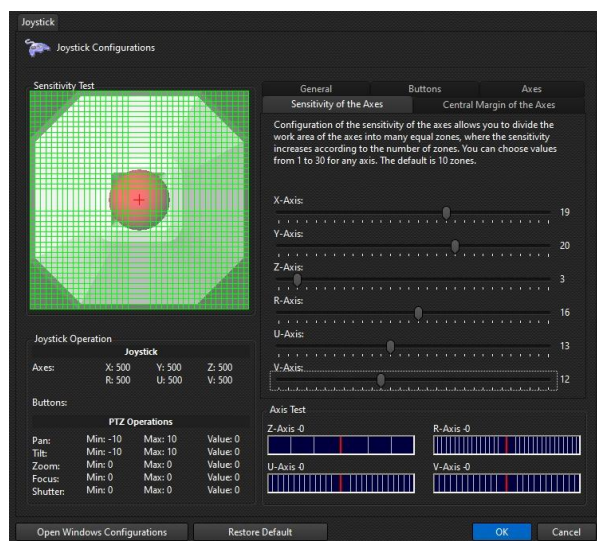 Joystick
Joystick Configurations
Sensitivity Test
General Buttons Axes
Sensitivity of the Axes Central Margin of the Axes
Configuration of the sensitivity of the axes allows you to divide the
work area of the axes into many equal zones, where the sensitivity
increases according to the number of zones. You can choose values
from 1 to 30 for any axis. The default is 10 zones.
X-Axis:
19
Y-Axis:
20
Z-Axis:
3
R-Axis:
16
U-Axis:
13
V-Axis:
12
Joystick Operation
Joystick
Axes: X: 500 Y: 500 Z: 500
R: 500 U: 500 V: 500
Buttons:
PTZ Operations
Pan: Min: -10 Max: 10 Value: 0
Tilt: Min: -10 Max: 10 Value: 0
Zoom: Min: 0 Max: 0 Value: 0
Focus: Min: 0 Max: 0 Value: 0
Shutter: Min: 0 Max: 0 Value: 0
Axis Test
Z-Axis -0 R-Axis -0
U-Axis -0 V-Axis -0
Open Windows Configurations Restore Default OK Cancel